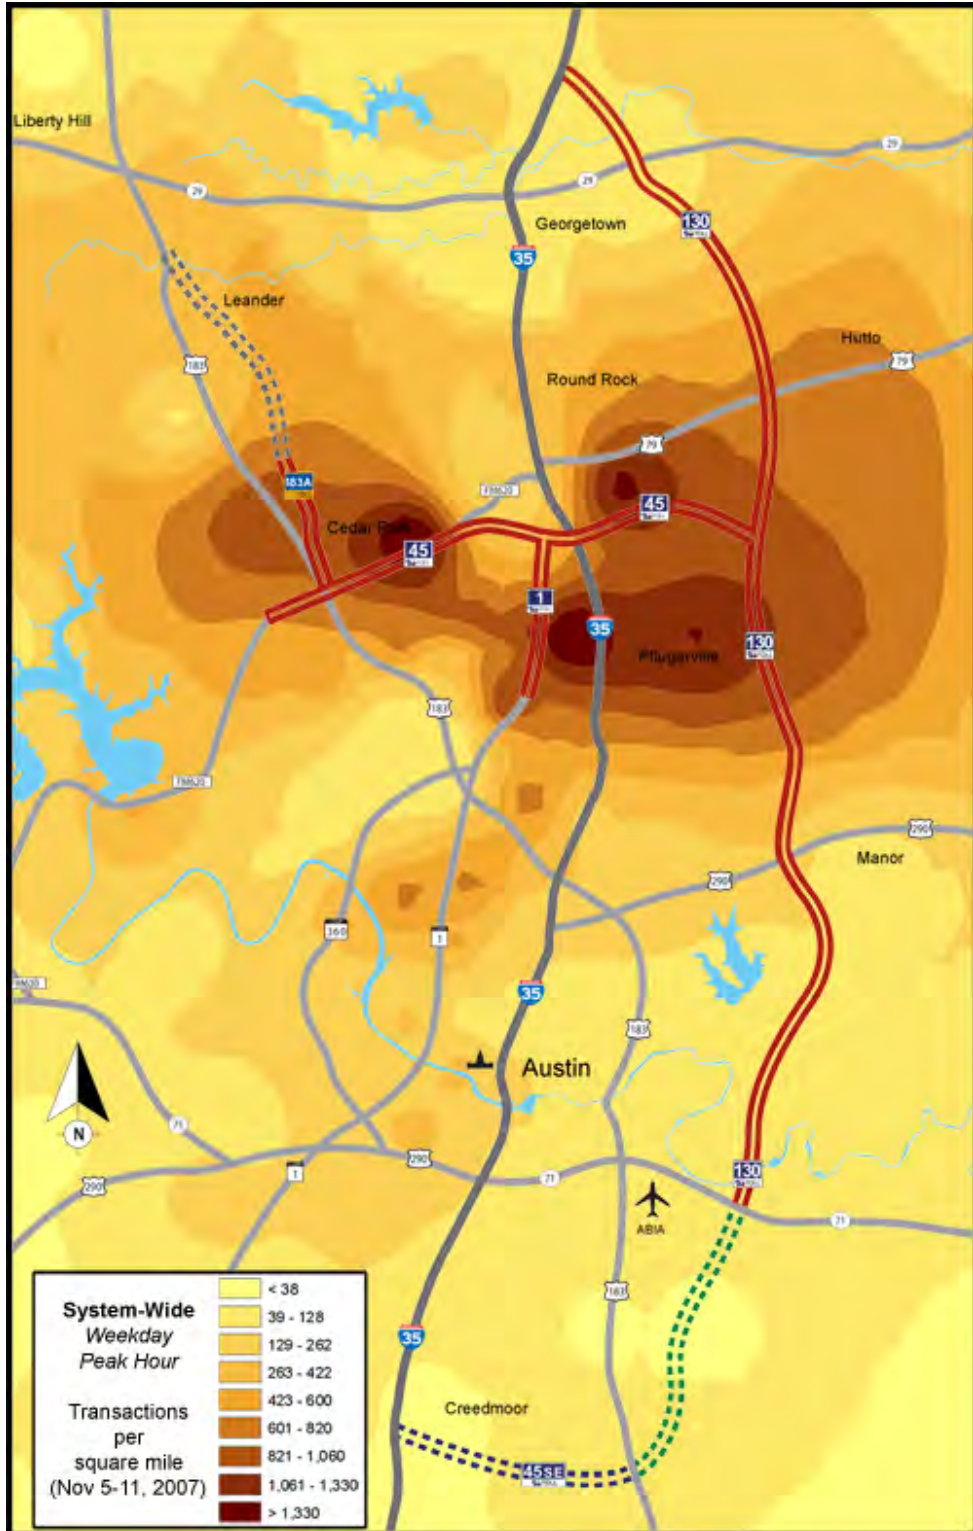 Liberty Hill
29
29
29
130
Georgetown
35
Leander
183
Hutto
79
Round Rock
79
183A
FM620
45
Cedar Park
45
1
35
Pflugerville
130
183
FM620
290
Manor
290
360
1
FM620
35
183
Austin
71
290
1
290
71
130
ABIA
71
183
35
Creedmoor
45SE
N
System-Wide
Weekday
Peak Hour
Transactions
per
square mile
(Nov 5-11, 2007)
< 38
39 - 128
129 - 262
263 - 422
423 - 600
601 - 820
821 - 1,060
1,061 - 1,330
> 1,330